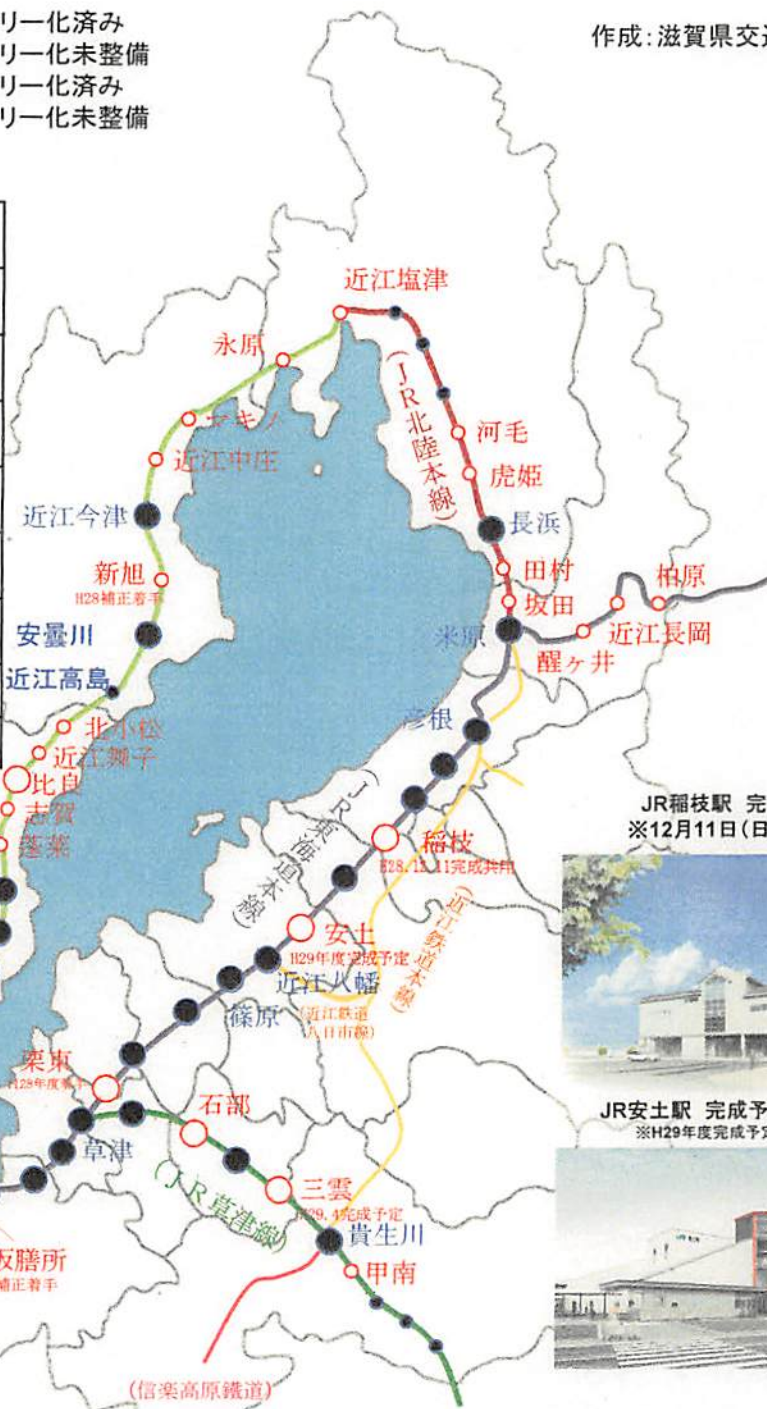 リー化済み
リー化未整備
リー化済み
リー化未整備
作成：滋賀県交通
近江塩津
永原
マキノ
近江中庄
近江今津
新旭
H28補正着手
安曇川
近江高島
北小松
近江舞子
比良
志賀
蓬莱
(JR北陸本線)
河毛
虎姫
長浜
田村
坂田
米原
柏原
近江長岡
醒ヶ井
彦根
(JR東海道本線)
稲枝
H28.12.11完成共用
安土
H29年度完成予定
(近江鉄道本線)
近江八幡
(近江鉄道
八日市線)
篠原
栗東
H28年度着手
草津
石部
(JR草津線)
三雲
H29.4完成予定
貴生川
甲南
膳所
補正着手
(信楽高原鐵道)
JR稲枝駅 完
※12月11日(日
JR安土駅 完成予
※H29年度完成予定